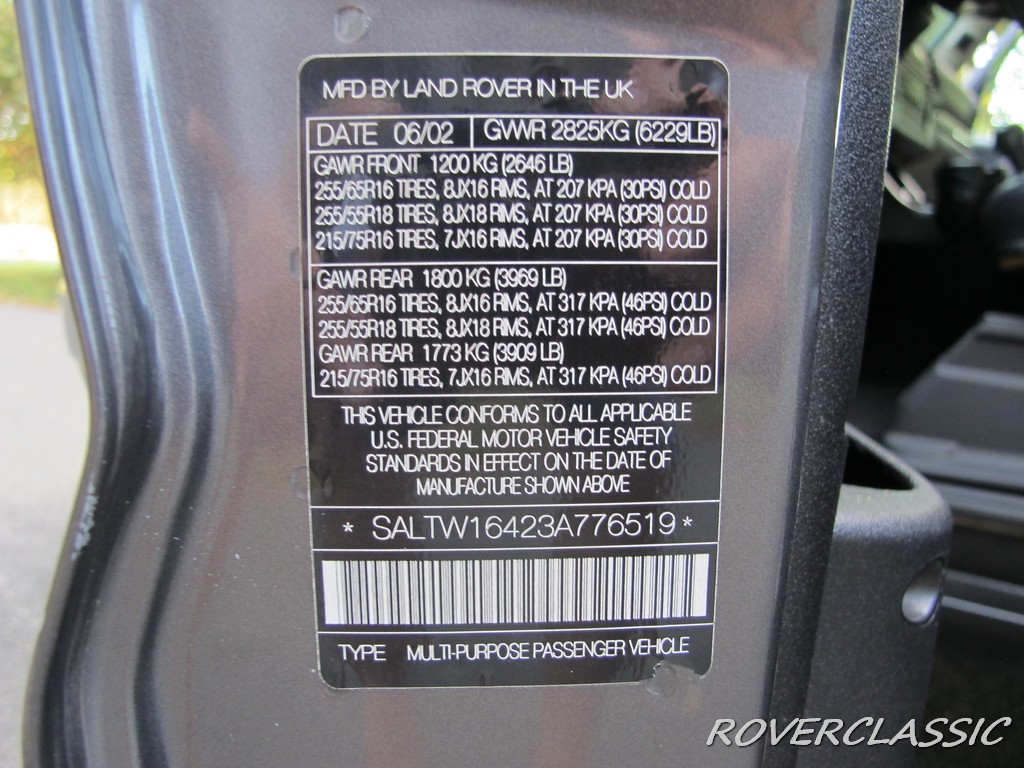 MFD BY LAND ROVER IN THE UK
DATE 06/02 GWWR 2825KG (6229LB)
GAWR FRONT 1200 KG (2646 LB)
255/65R16 TIRES, 8JX16 RIMS, AT 207 KPA (30PSI) COLD
255/55R18 TIRES, 8JX18 RIMS, AT 207 KPA (30PSI) COLD
215/75R16 TIRES, 7JX16 RIMS, AT 207 KPA (30PSI) COLD
GAWR REAR 1800 KG (3969 LB)
255/65R16 TIRES, 8JX16 RIMS, AT 317 KPA (46PSI) COLD
255/55R18 TIRES, 8JX18 RIMS, AT 317 KPA (46PSI) COLD
GAWR REAR 1773 KG (3909 LB)
215/75R16 TIRES, 7JX16 RIMS, AT 317 KPA (46PSI) COLD
THIS VEHICLE CONFORMS TO ALL APPLICABLE
U.S. FEDERAL MOTOR VEHICLE SAFETY
STANDARDS IN EFFECT ON THE DATE OF
MANUFACTURE SHOWN ABOVE
* SALTW16423A776519 *
TYPE MULTI-PURPOSE PASSENGER VEHICLE
ROVERCLASSIC